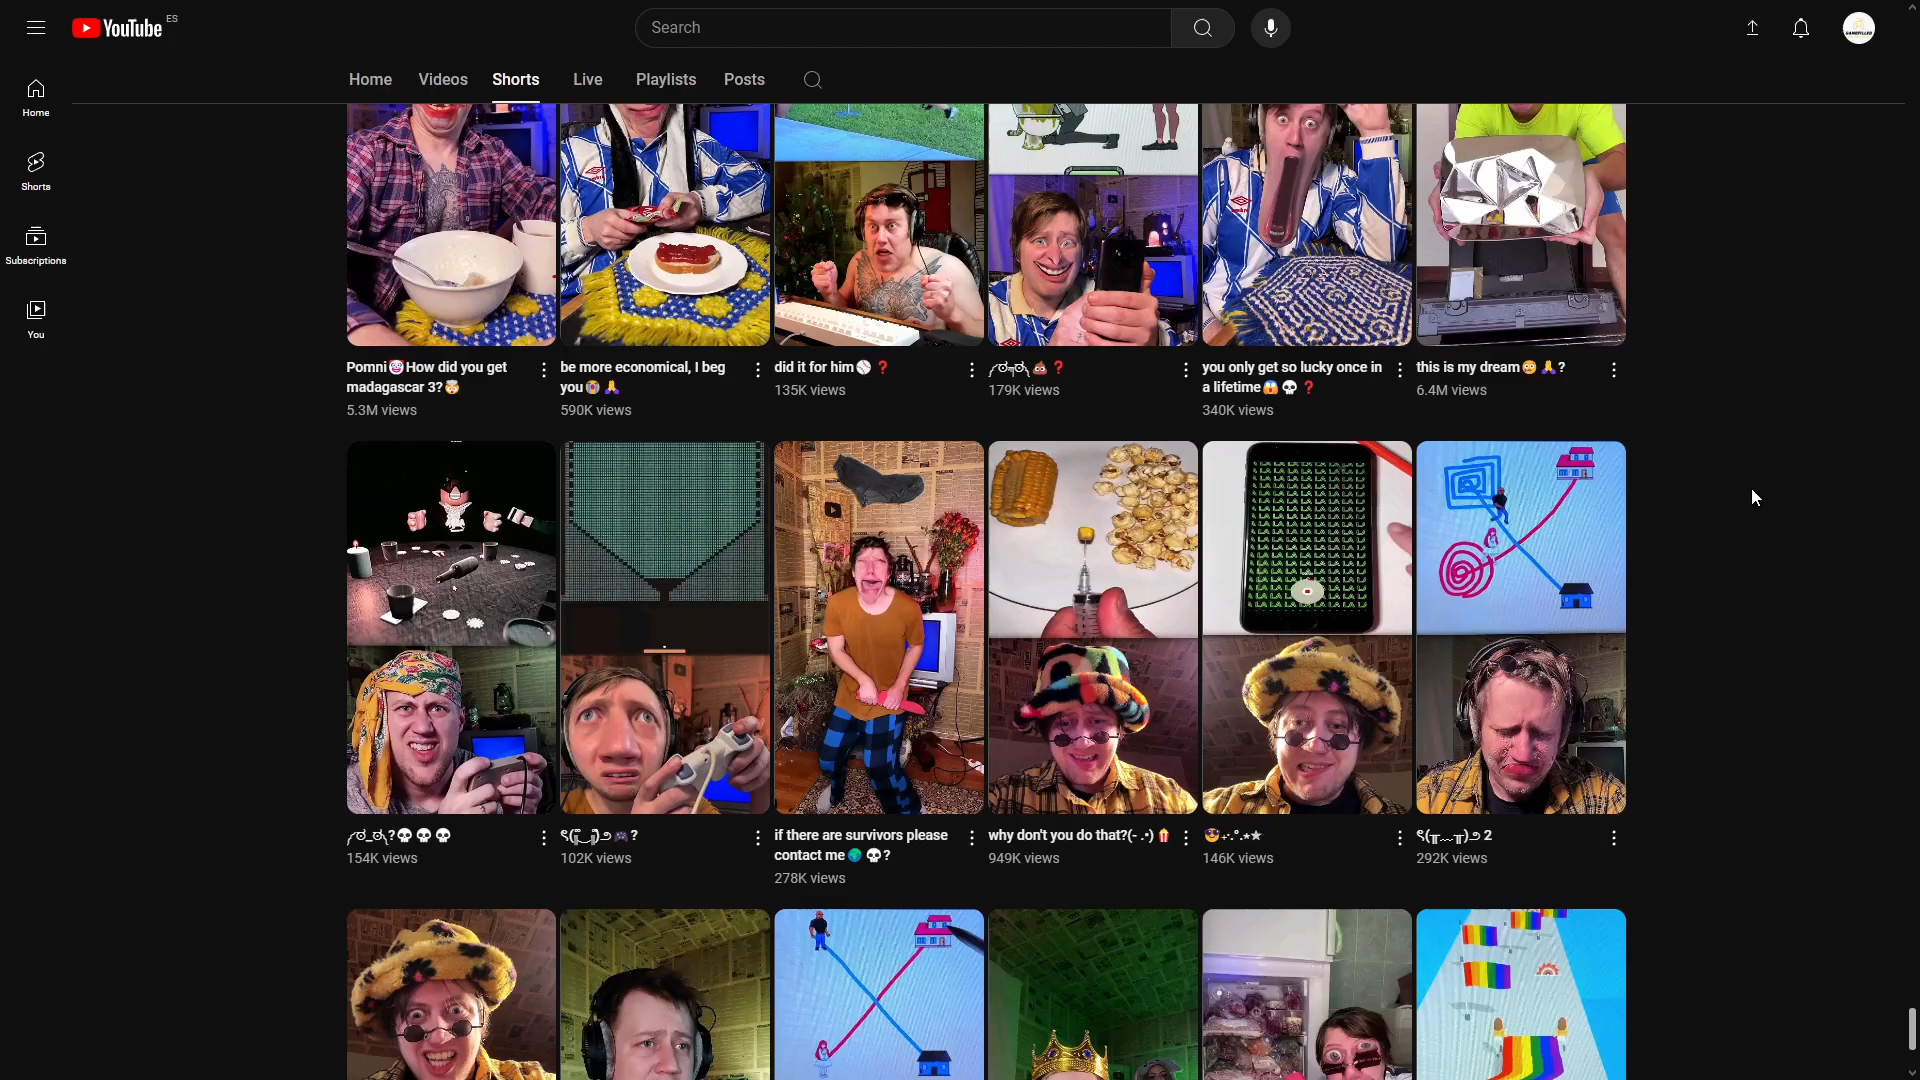 YouTube ES
Search
Home Videos Shorts Live Playlists Posts
Home
Shorts
Subscriptions
You
Pomni🤡How did you get
madagascar 3?🤯
5.3M views
be more economical, I beg
you😭🙏
590K views
did it for him⚾❓
135K views
💩❓
179K views
you only get so lucky once in
a lifetime😱💀❓
340K views
this is my dream😳🙏?
6.4M views
?💀💀💀
154K views
🎮?
102K views
if there are survivors please
contact me🌍💀?
278K views
why don't you do that?(- .•)🍿
949K views
146K views
2
292K views